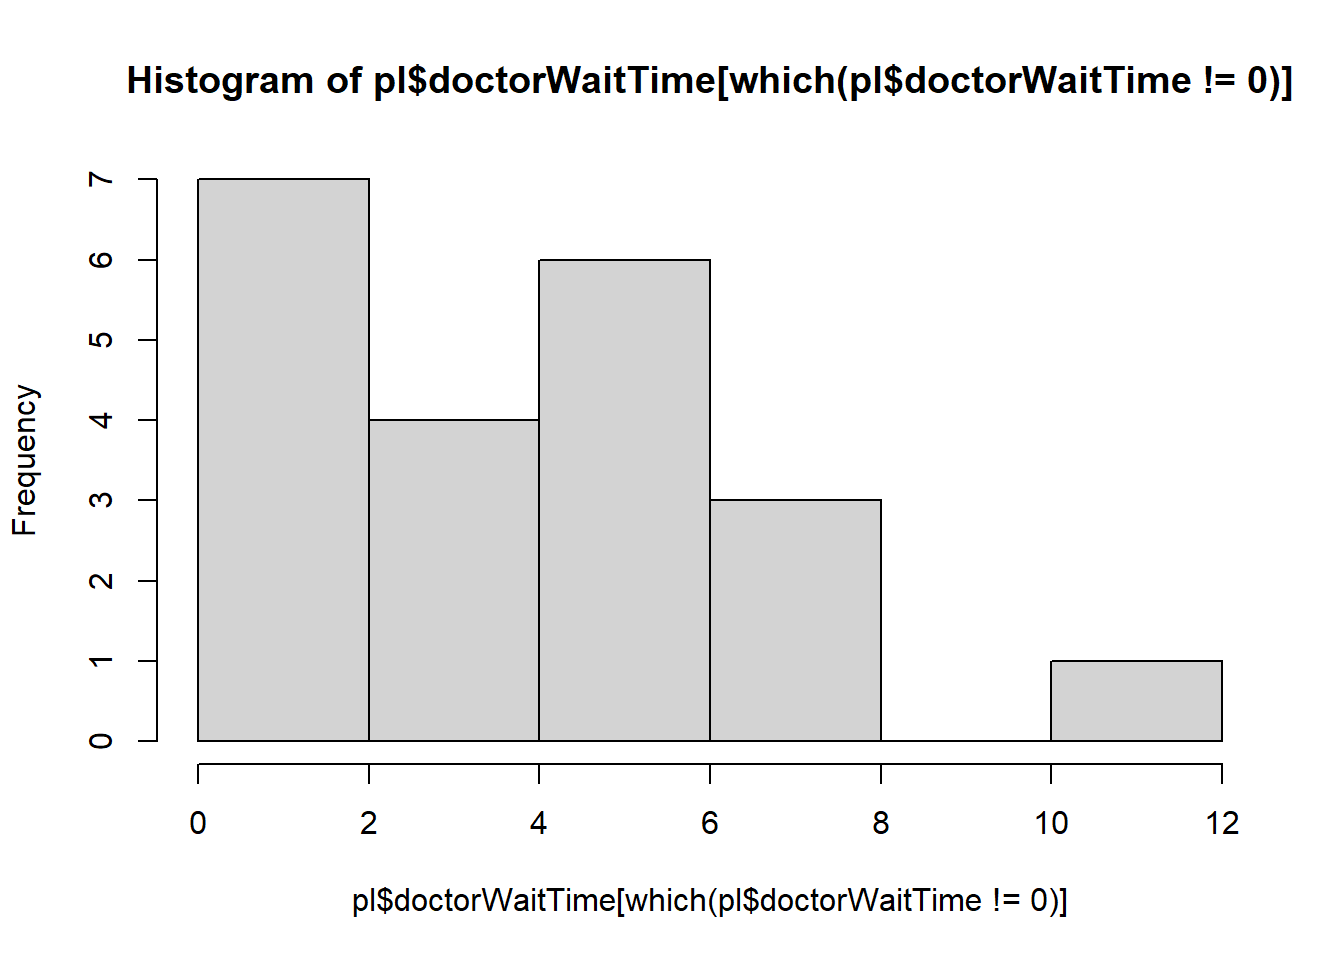 Histogram of pl$doctorWaitTime[which(pl$doctorWaitTime != 0)]
Frequency
7
6
5
4
3
2
1
0
0 2 4 6 8 10 12
pl$doctorWaitTime[which(pl$doctorWaitTime != 0)]